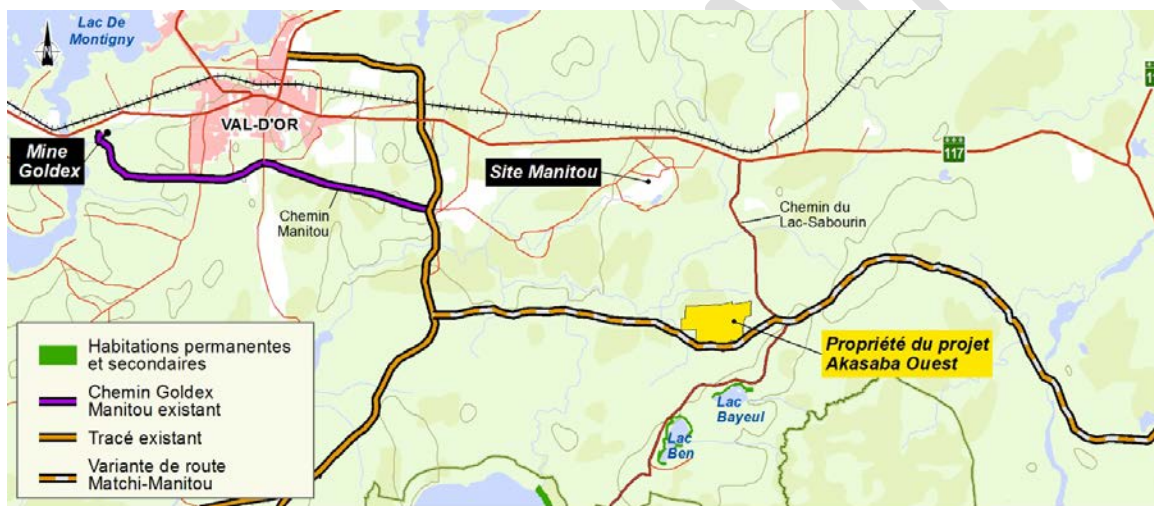 Lac De
Montigny
N
VAL-D'OR
Mine
Goldex
Site Manitou
117
Chemin
Manitou
Chemin du
Lac-Sabourin
Propriété du projet
Akasaba Ouest
Lac
Bayeul
Lac
Ben
Habitations permanentes
et secondaires
Chemin Goldex
Manitou existant
Tracé existant
Variante de route
Matchi-Manitou